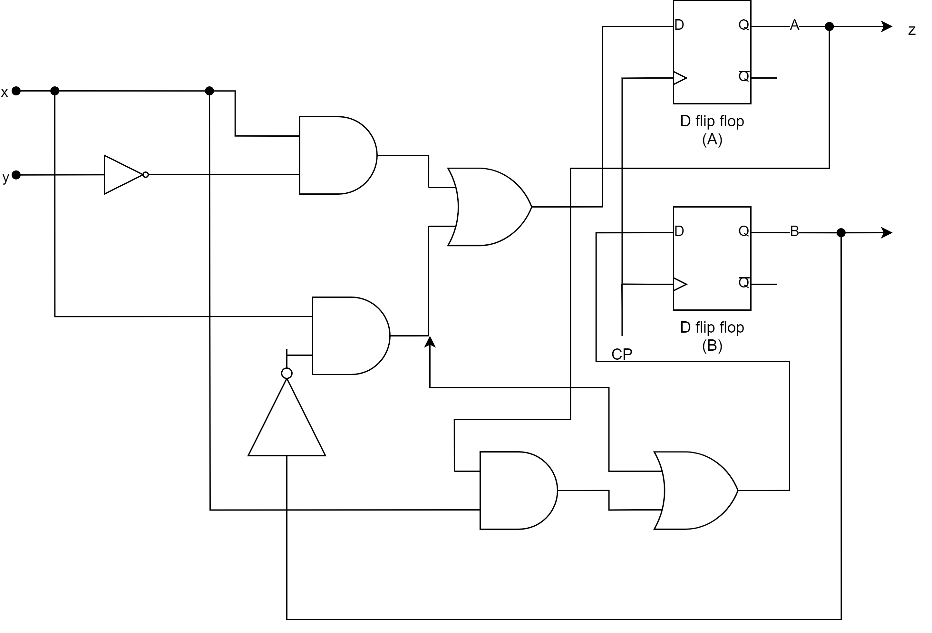 D Q A z
Q
D flip flop
(A)
x
y
D Q B
Q
D flip flop
(B)
CP